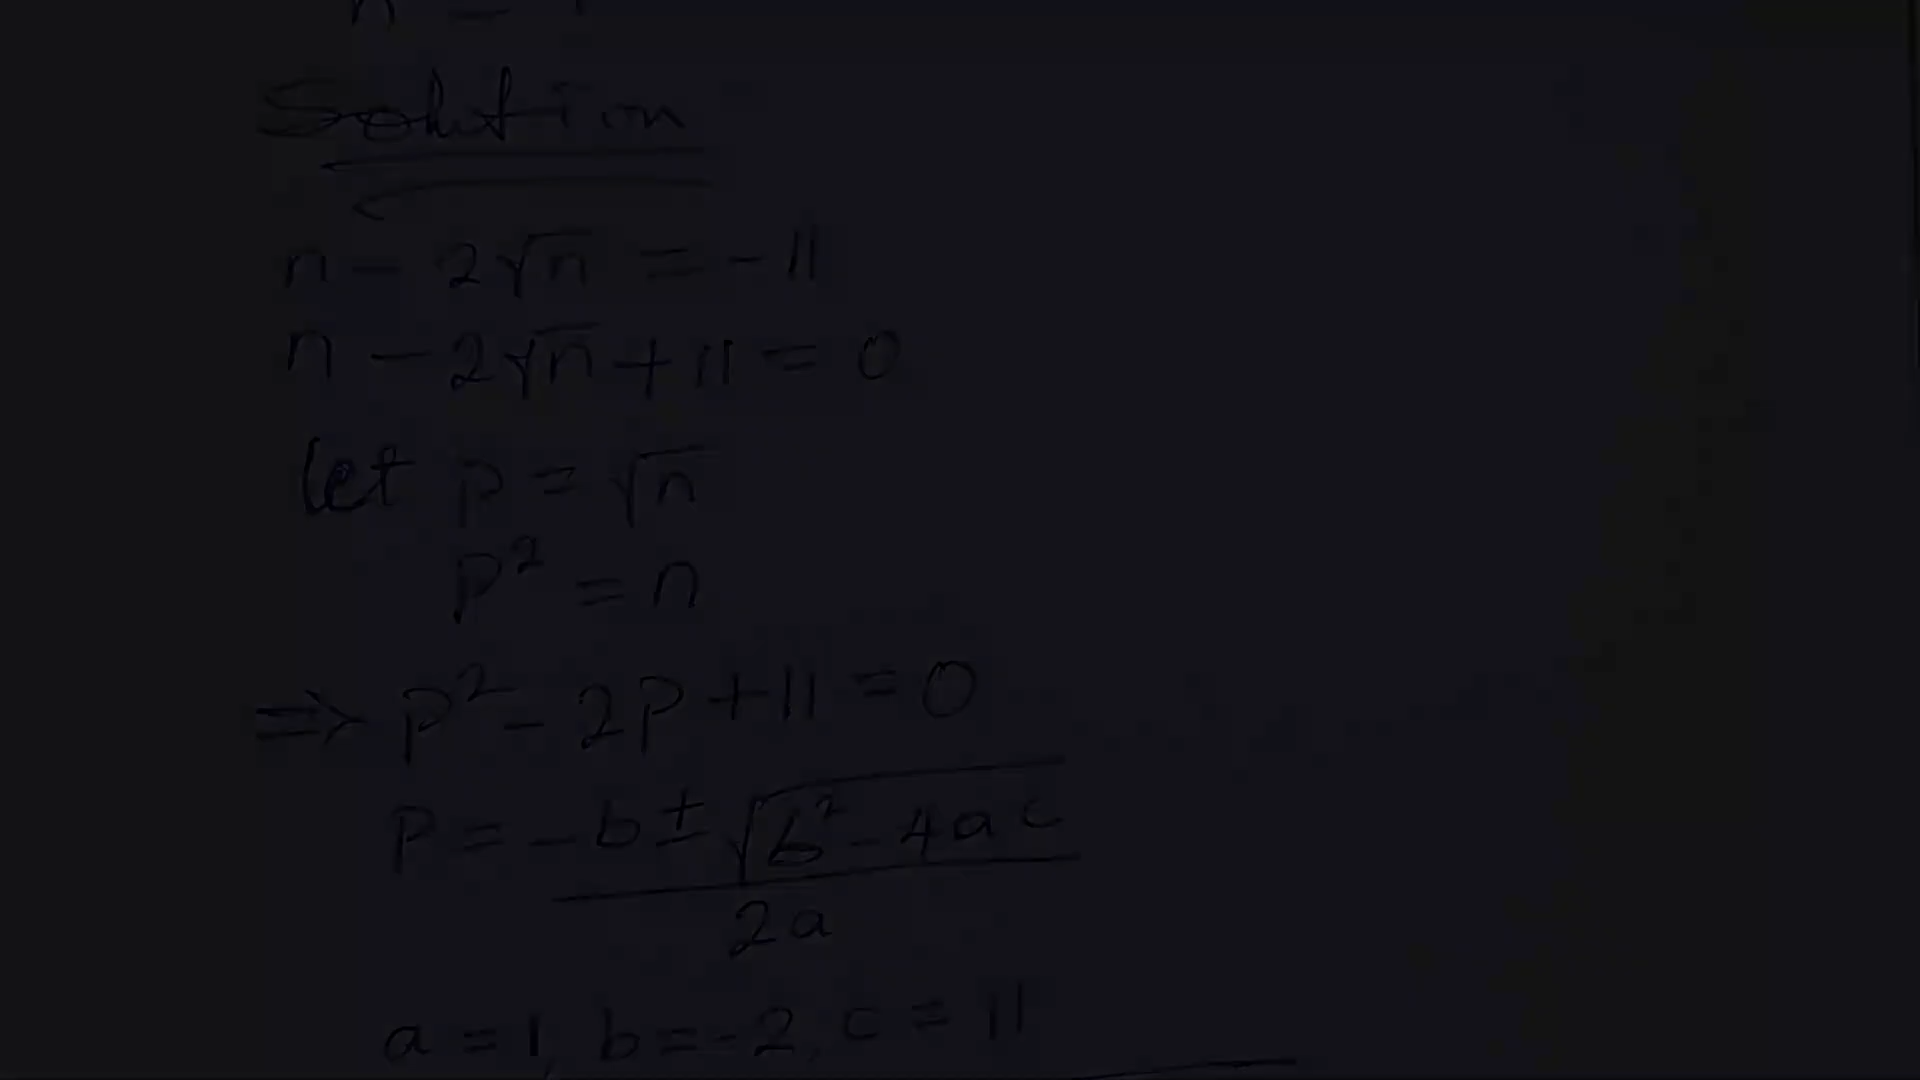 Solution
n - 2√n = -11
n - 2√n + 11 = 0
let p = √n
p² = n
⇒ p² - 2p + 11 = 0
p = -b ± √b² - 4ac
2a
a = 1, b = -2, c = 11